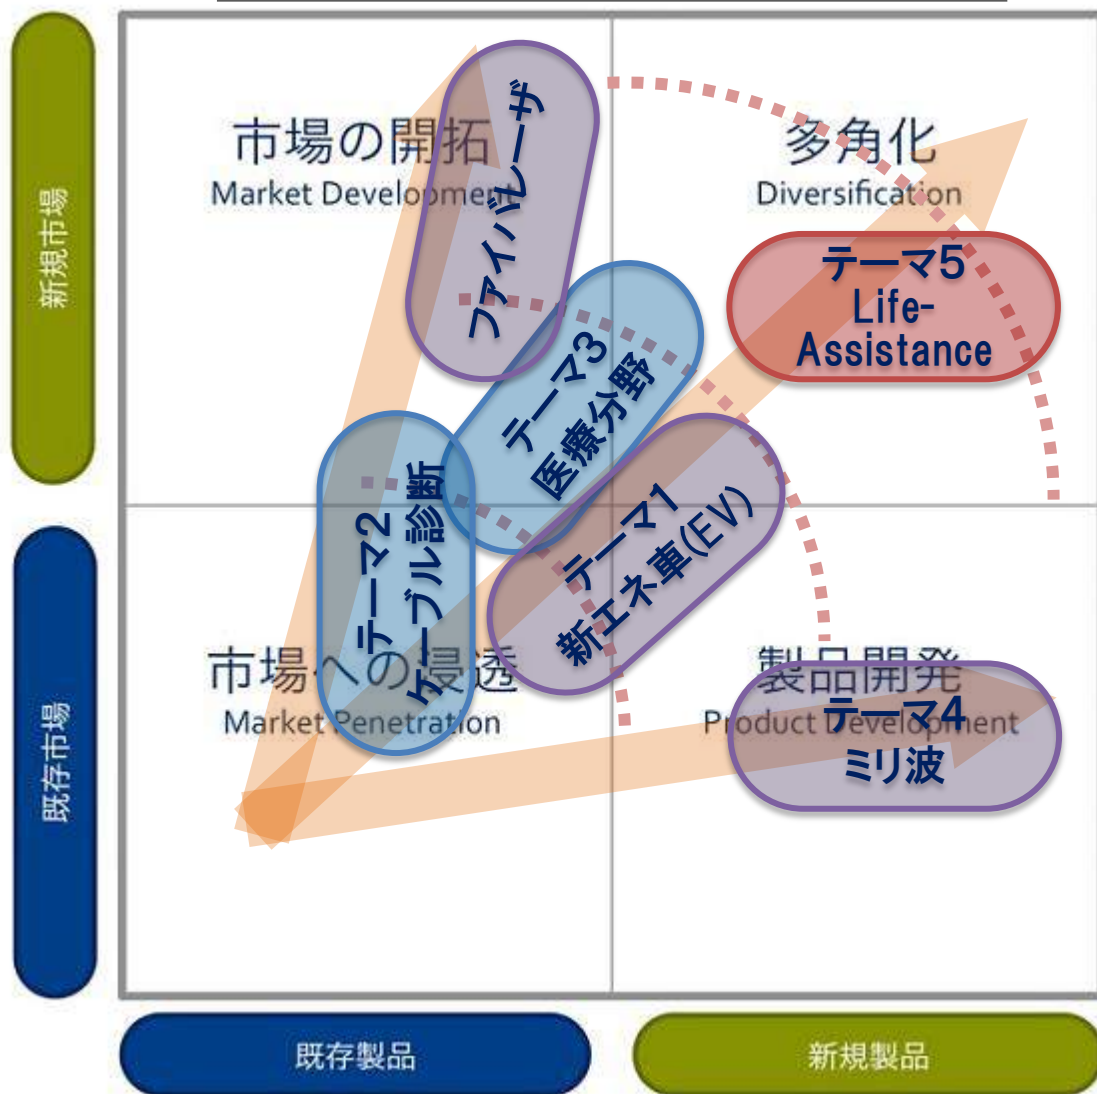 新規市場
既存市場
市場の開拓
Market Development
多角化
Diversification
ファイバレーザ
テーマ5
Life-
Assistance
テーマ3
医療分野
テーマ2
ケーブル診断
テーマ1
新エネ車(EV)
市場への浸透
Market Penetration
製品開発
Product Development
テーマ4
ミリ波
既存製品
新規製品